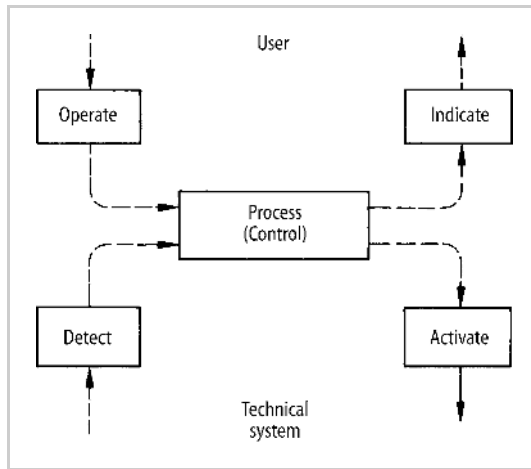 User
Operate
Indicate
Process
(Control)
Detect
Activate
Technical
system